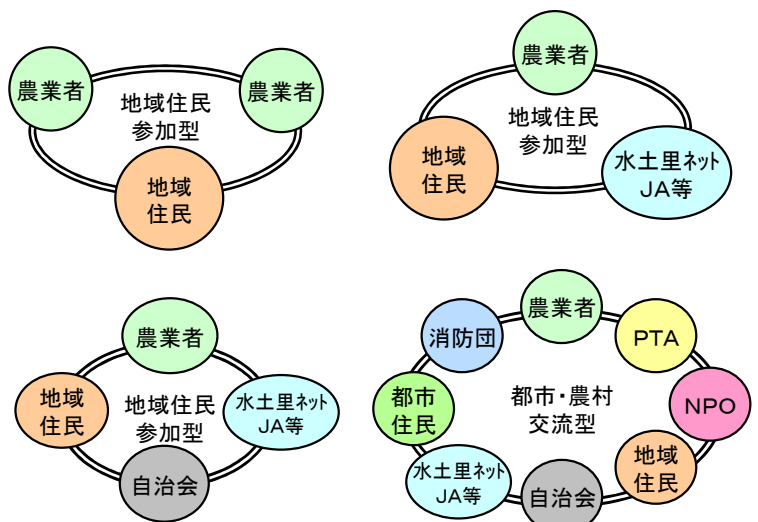 農業者
農業者
地域住民
参加型
地域
住民
農業者
地域住民
参加型
地域
住民
水土里ネット
JA等
農業者
地域
住民
地域住民
参加型
水土里ネット
JA等
自治会
農業者
消防団
PTA
都市
住民
都市・農村
交流型
NPO
水土里ネット
JA等
自治会
地域
住民